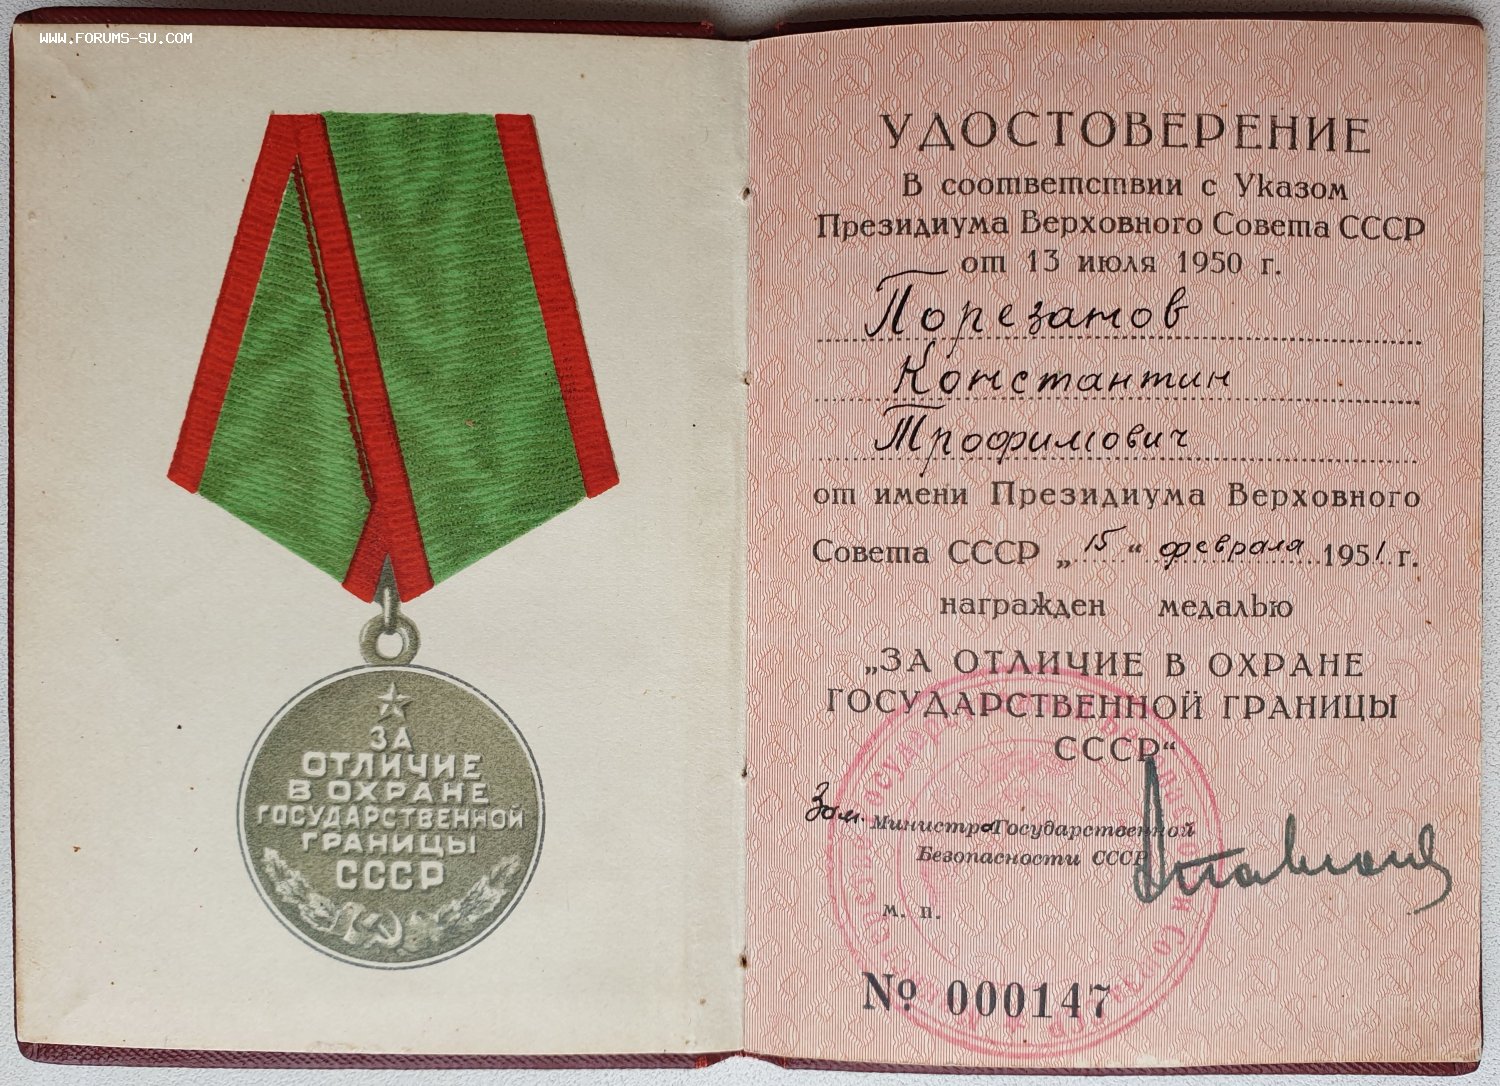 WWW.FORUMS-SU.COM
ЗА
ОТЛИЧИЕ
В ОХРАНЕ
ГОСУДАРСТВЕННОЙ
ГРАНИЦЫ
СССР
УДОСТОВЕРЕНИЕ
В соответствии с Указом
Президиума Верховного Совета СССР
от 13 июля 1950 г.
Порезанов
Константин
Трофимович
от имени Президиума Верховного
Совета СССР „15“ февраля 1951 г.
награжден медалью
„ЗА ОТЛИЧИЕ В ОХРАНЕ
ГОСУДАРСТВЕННОЙ ГРАНИЦЫ
СССР“
Зам. Министра Государственной
Безопасности СССР
м. п.
№ 000147